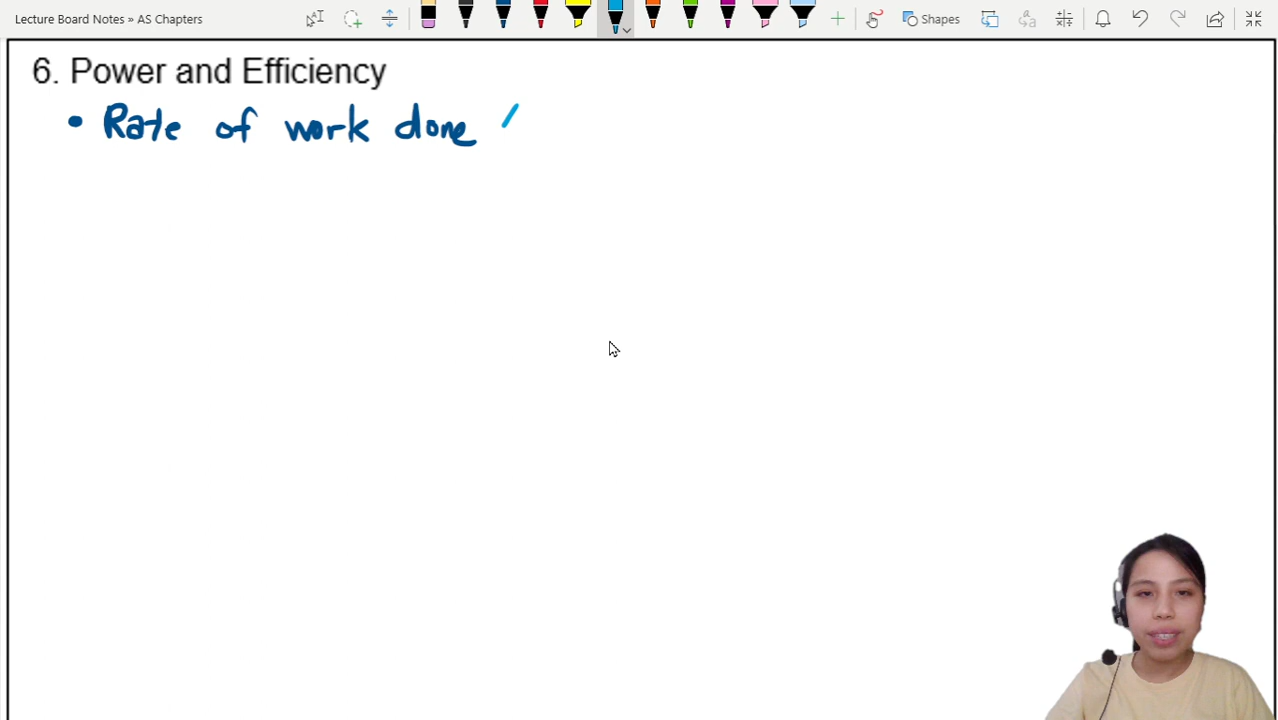 Lecture Board Notes » AS Chapters
Shapes
6. Power and Efficiency
• Rate of work done /